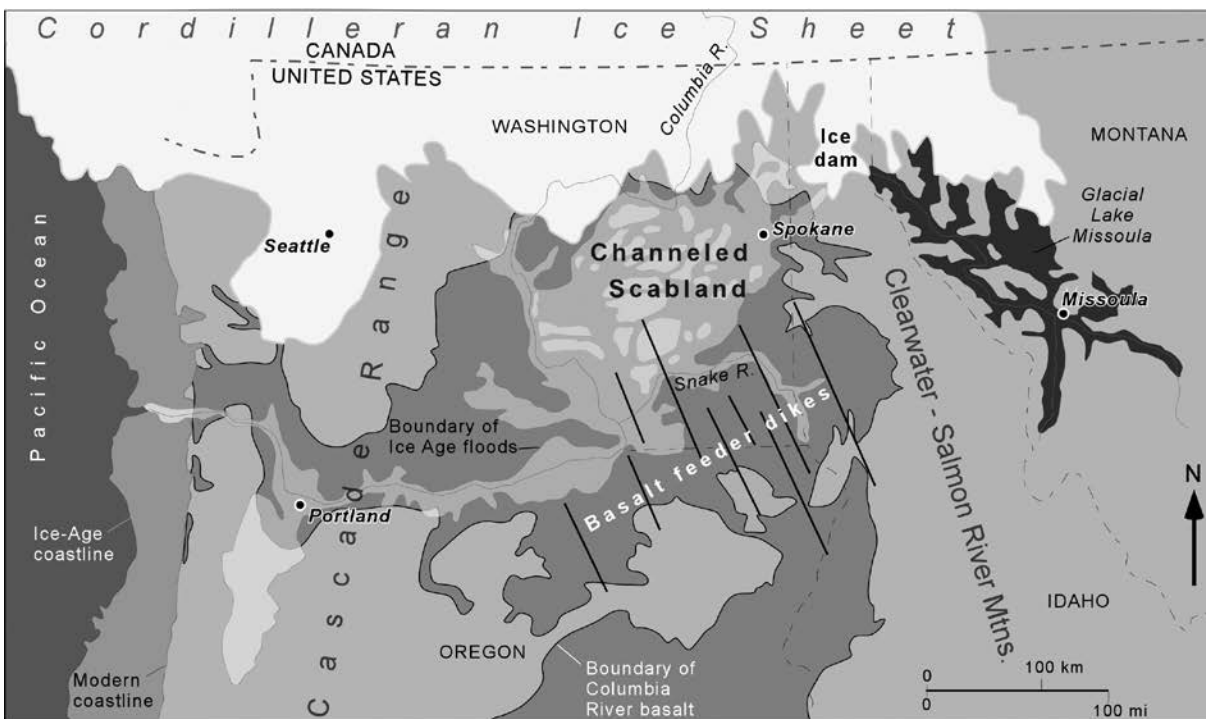 Cordilleran Ice Sheet
CANADA
UNITED STATES
Columbia R.
WASHINGTON
Ice
dam
MONTANA
Glacial
Lake
Missoula
Pacific Ocean
Seattle
Cascade Range
Channeled
Scabland
Spokane
Missoula
Clearwater - Salmon River Mtns.
Snake R.
Boundary of
Ice Age floods
Basalt feeder dikes
N
Portland
Ice-Age
coastline
IDAHO
OREGON
Modern
coastline
Boundary of
Columbia
River basalt
0 100 km
0 100 mi